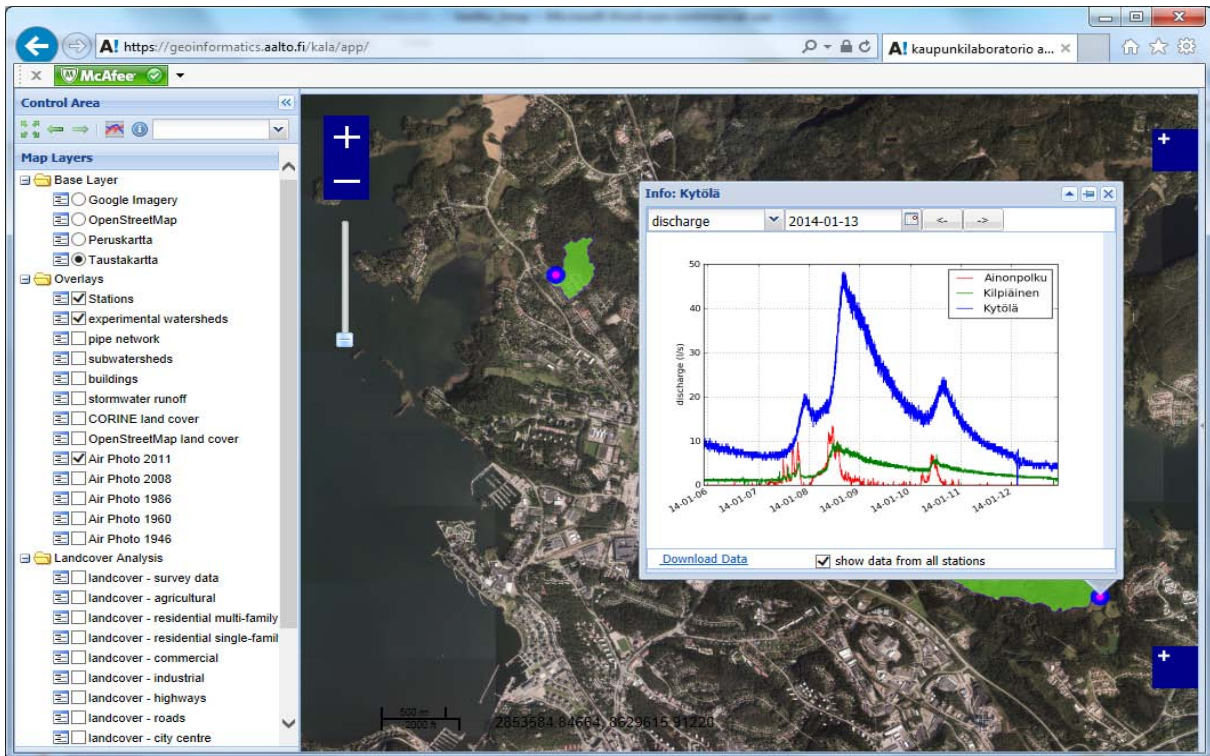 A! https://geoinformatics.aalto.fi/kala/app/
A! kaupunkilaboratorio a...
X McAfee
Control Area
Map Layers
Base Layer
Google Imagery
OpenStreetMap
Peruskartta
Taustakartta
Overlays
Stations
experimental watersheds
pipe network
subwatersheds
buildings
stormwater runoff
CORINE land cover
OpenStreetMap land cover
Air Photo 2011
Air Photo 2008
Air Photo 1986
Air Photo 1960
Air Photo 1946
Landcover Analysis
landcover - survey data
landcover - agricultural
landcover - residential multi-family
landcover - residential single-famil
landcover - commercial
landcover - industrial
landcover - highways
landcover - roads
landcover - city centre
+
−
+
Info: Kytölä
discharge 2014-01-13 <- ->
50
40
30
20
10
0
discharge (l/s)
Ainonpolku
Kilpiäinen
Kytölä
14-01-06 14-01-07 14-01-08 14-01-09 14-01-10 14-01-11 14-01-12
Download Data show data from all stations
+
500 m
2000 ft
2853584.84664, 8629615.91220